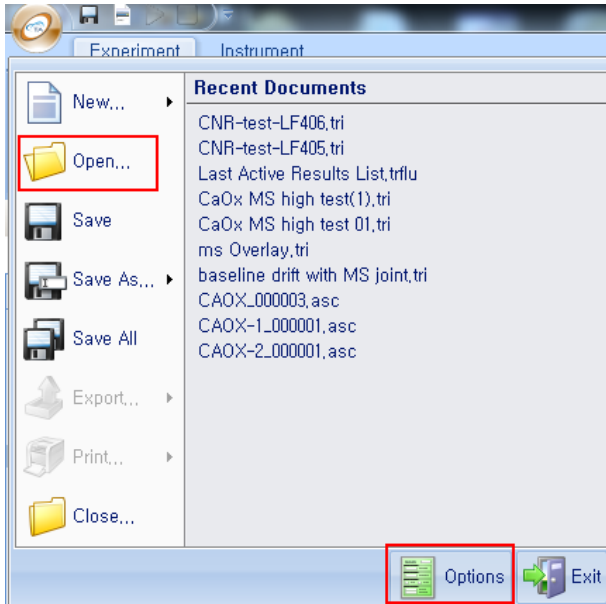 TA
Experiment Instrument
New... Recent Documents
CNR-test-LF406,tri
CNR-test-LF405,tri
Open...
Last Active Results List,trflu
CaOx MS high test(1),tri
Save
CaOx MS high test 01,tri
ms Overlay,tri
Save As...
baseline drift with MS joint,tri
CAOX_000003,asc
CAOX-1_000001,asc
Save All
CAOX-2_000001,asc
Export...
Print...
Close...
Options Exit